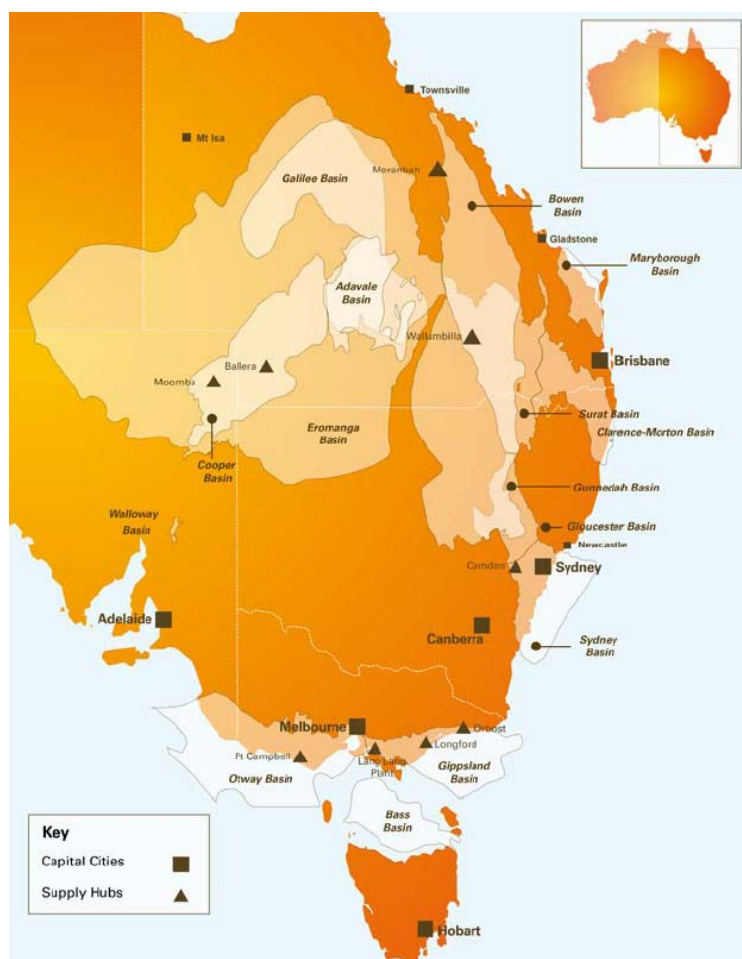 Townsville
Mt Isa
Moranbah
Galilee Basin
Bowen
Basin
Gladstone
Maryborough
Basin
Adavale
Basin
Wallumbilla
Brisbane
Ballera
Moomba
Surat Basin
Eromanga
Basin
Clarence-Morton Basin
Cooper
Basin
Gunnedah Basin
Walloway
Basin
Gloucester Basin
Newcastle
Camden
Sydney
Adelaide
Canberra
Sydney
Basin
Melbourne
Orbost
Longford
Pt Campbell
Lang Lang
Plant
Otway Basin
Gippsland
Basin
Bass
Basin
Key
Capital Cities
Supply Hubs
Hobart